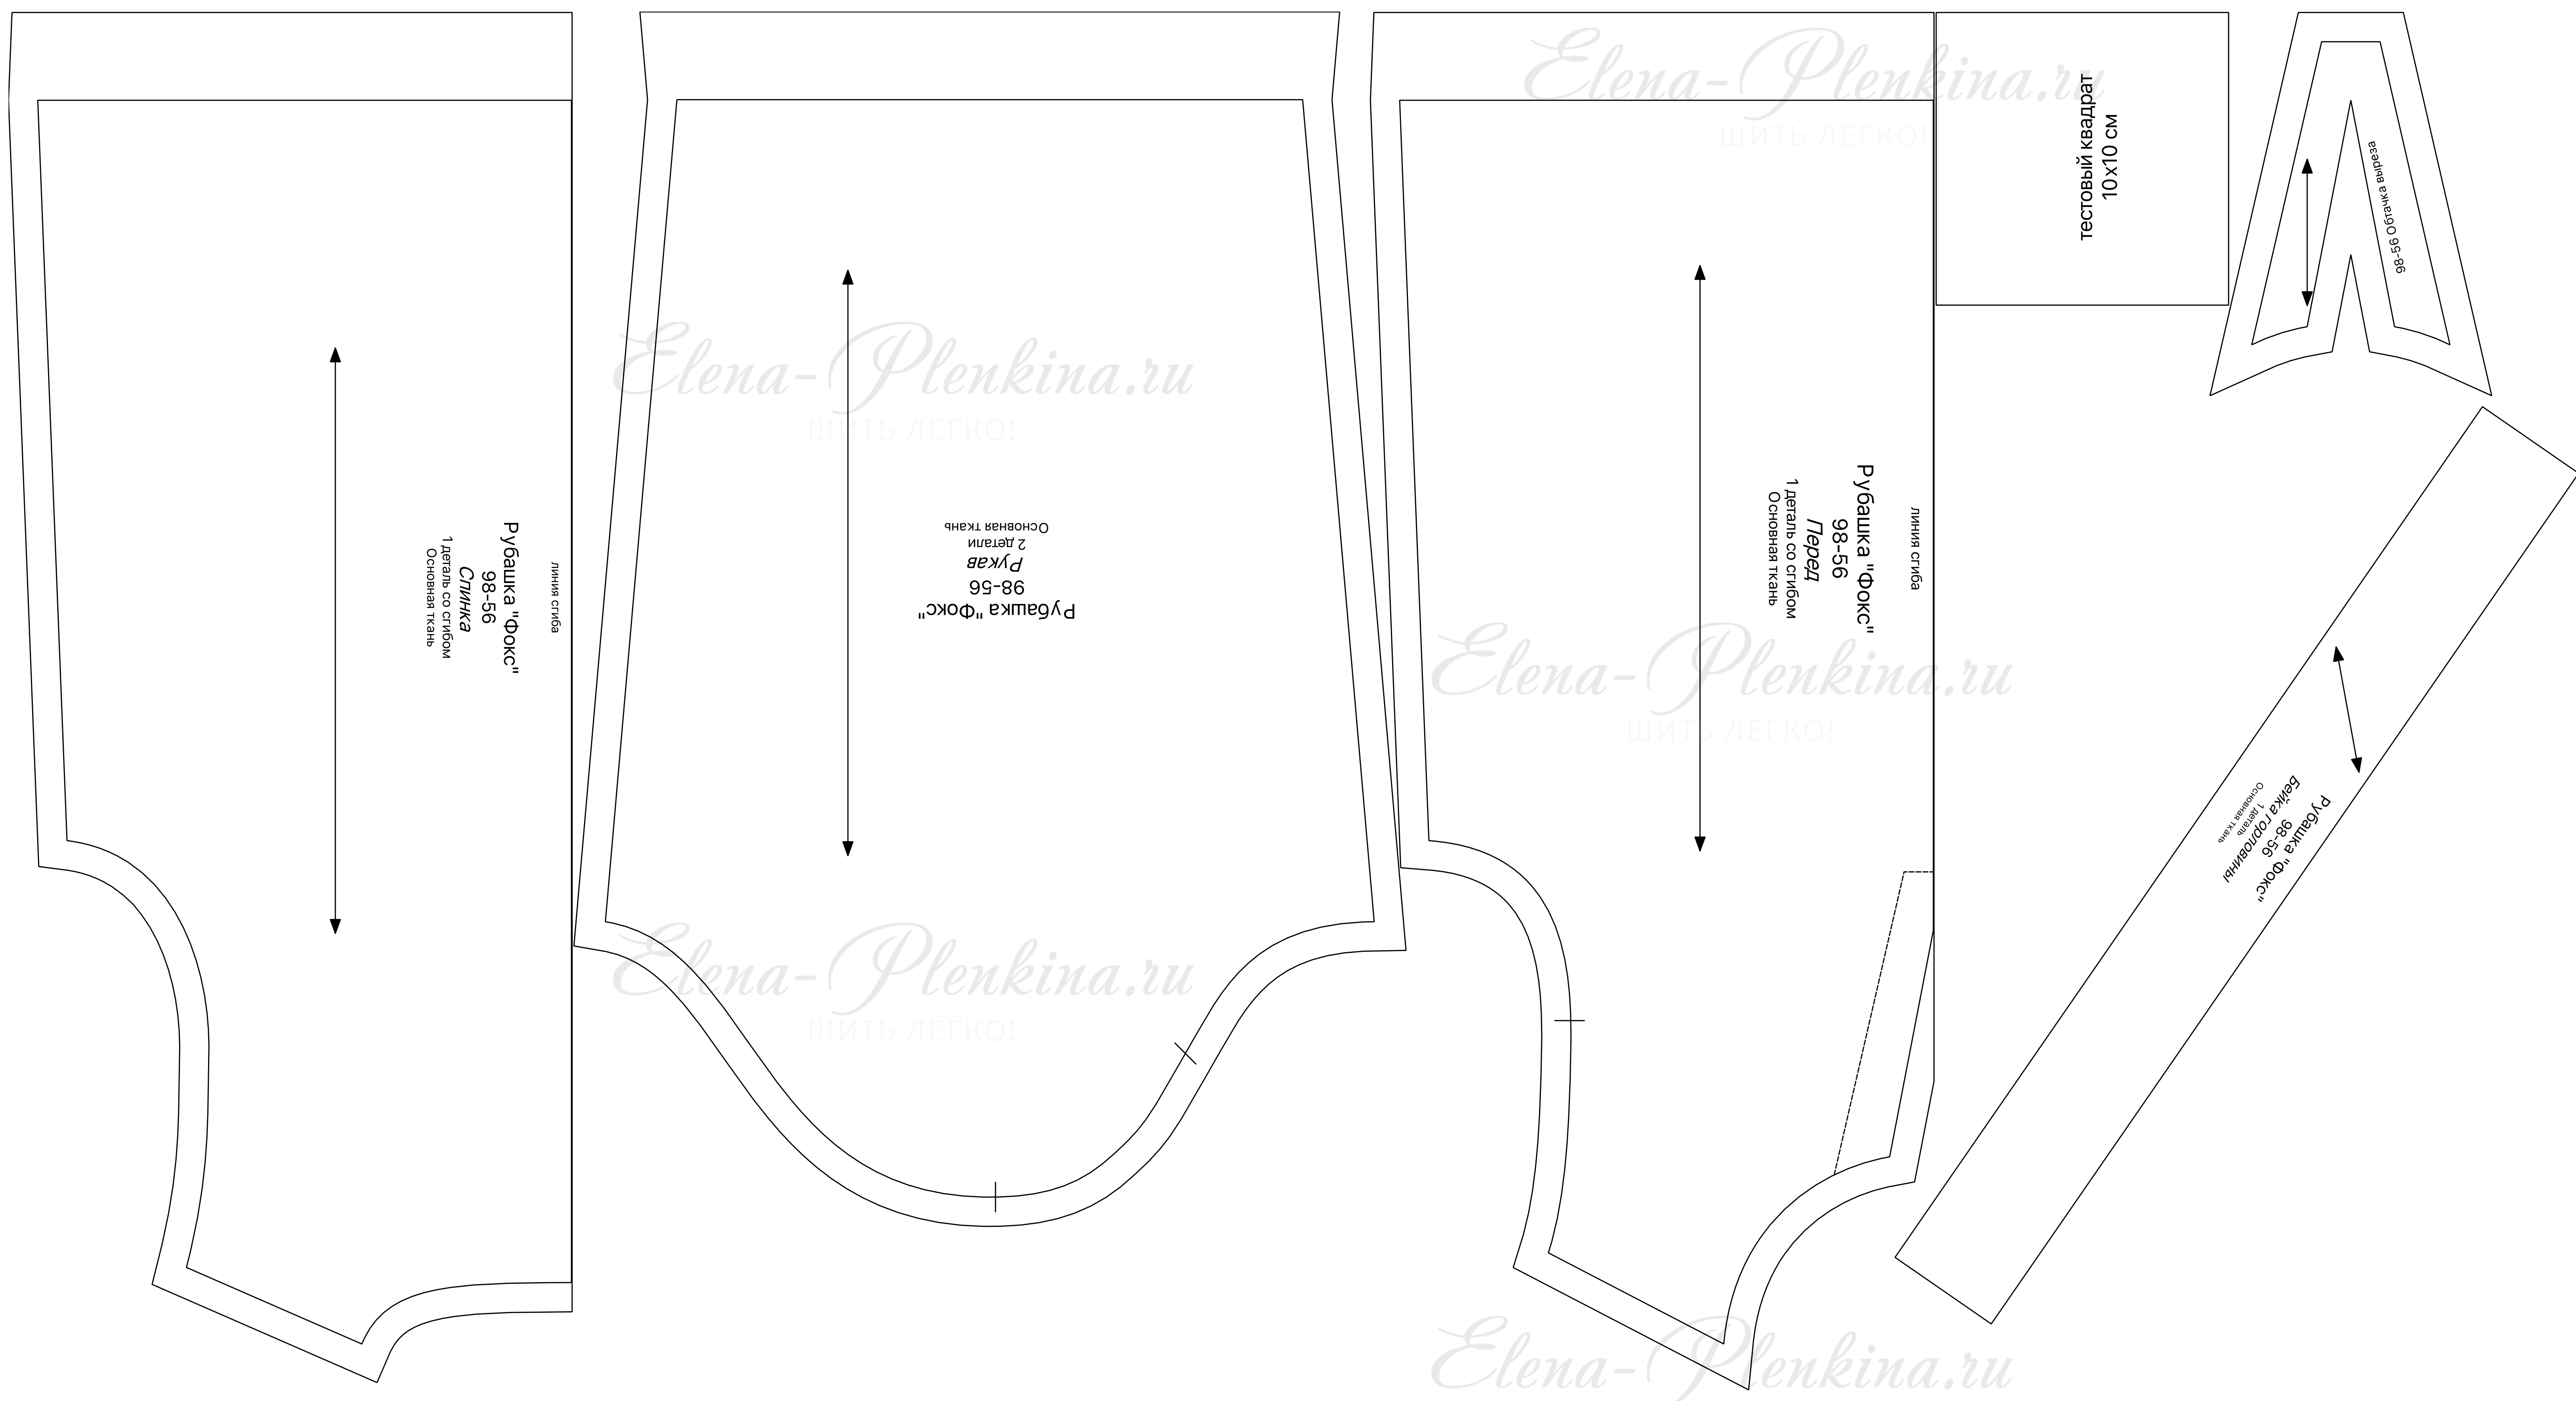 Рубашка "Фокс"
98-56
Спинка
1 деталь со сгибом
Основная ткань
линия сгиба
Рубашка "Фокс"
98-56
Рукав
2 детали
Основная ткань
Рубашка "Фокс"
98-56
Перед
1 деталь со сгибом
Основная ткань
линия сгиба
тестовый квадрат
10х10 см
98-56 Обтачка выреза
Рубашка "Фокс"
98-56
Бейка горловины
1 деталь
Основная ткань
Elena-Plenkina.ru
ШИТЬ ЛЕГКО!
Elena-Plenkina.ru
ШИТЬ ЛЕГКО!
Elena-Plenkina.ru
ШИТЬ ЛЕГКО!
Elena-Plenkina.ru
ШИТЬ ЛЕГКО!
Elena-Plenkina.ru